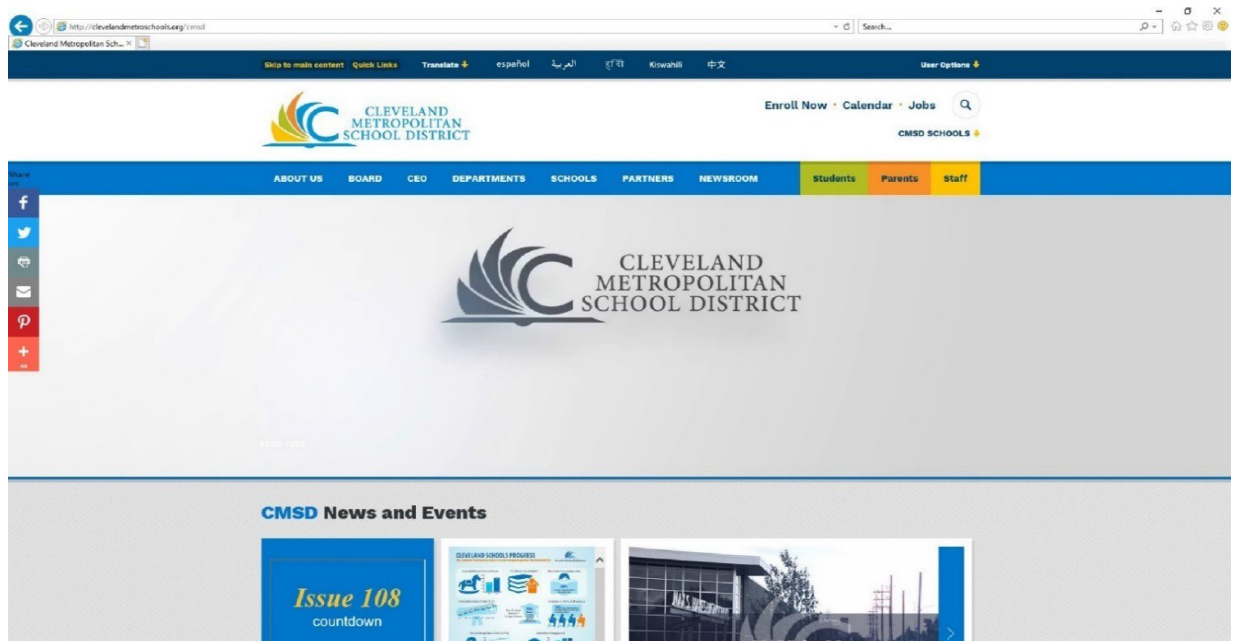 http://clevelandmetroschools.org/cmsd
Search...
Cleveland Metropolitan Sch...
Skip to main content Quick Links Translate español العربية हिंदी Kiswahili 中文 User Options
CLEVELAND
METROPOLITAN
SCHOOL DISTRICT
Enroll Now · Calendar · Jobs
CMSD SCHOOLS
Share
ABOUT US BOARD CEO DEPARTMENTS SCHOOLS PARTNERS NEWSROOM Students Parents Staff
CLEVELAND
METROPOLITAN
SCHOOL DISTRICT
CMSD News and Events
Issue 108
countdown
CLEVELAND SCHOOLS PROGRESS